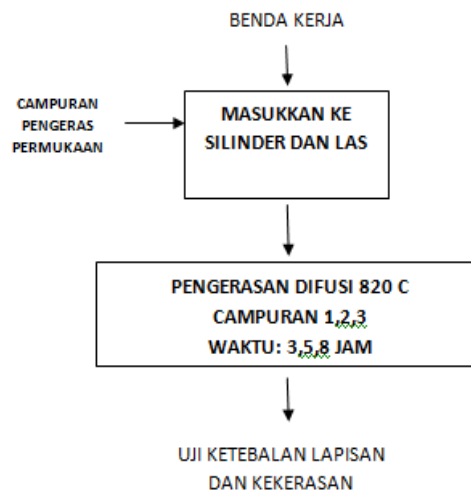 BENDA KERJA
CAMPURAN
PENGERAS
PERMUKAAN
MASUKKAN KE
SILINDER DAN LAS
PENGERASAN DIFUSI 820 C
CAMPURAN 1,2,3
WAKTU: 3,5,8 JAM
UJI KETEBALAN LAPISAN
DAN KEKERASAN